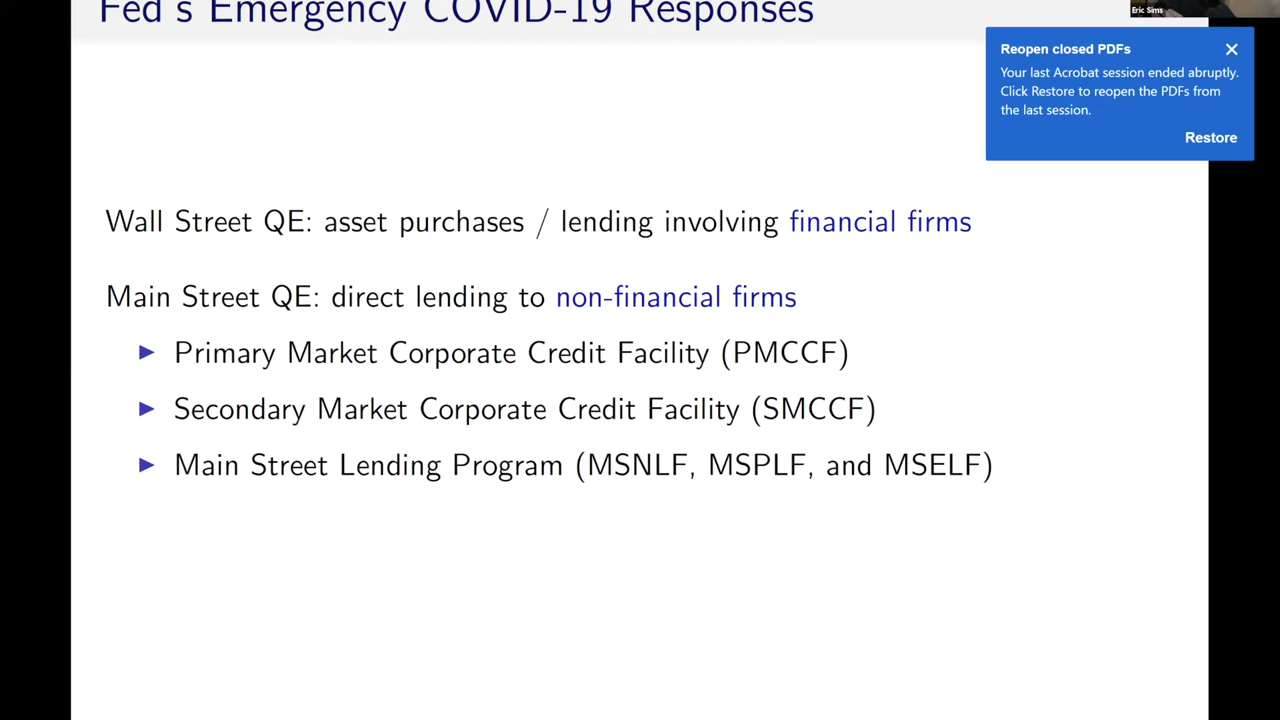 Fed's Emergency COVID-19 Responses
Eric Sims
Reopen closed PDFs
Your last Acrobat session ended abruptly.
Click Restore to reopen the PDFs from
the last session.
Restore
Wall Street QE: asset purchases / lending involving financial firms
Main Street QE: direct lending to non-financial firms
▶ Primary Market Corporate Credit Facility (PMCCF)
▶ Secondary Market Corporate Credit Facility (SMCCF)
▶ Main Street Lending Program (MSNLF, MSPLF, and MSELF)